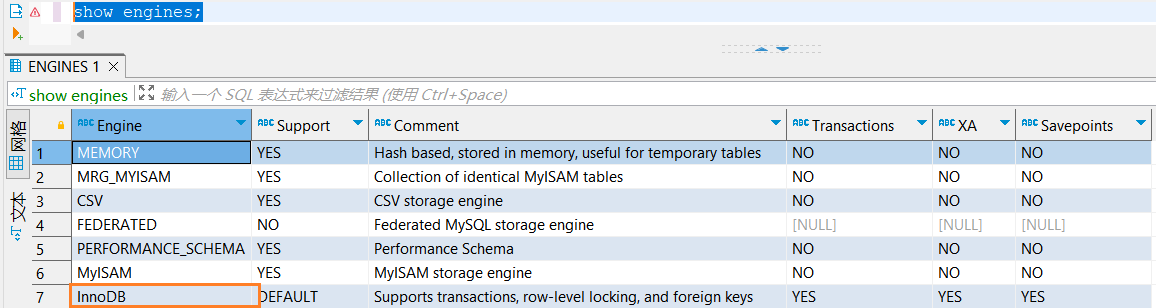 show engines;
ENGINES 1
show engines 输入一个 SQL 表达式来过滤结果 (使用 Ctrl+Space)
网格
文本
Engine Support Comment Transactions XA Savepoints
1 MEMORY YES Hash based, stored in memory, useful for temporary tables NO NO NO
2 MRG_MYISAM YES Collection of identical MyISAM tables NO NO NO
3 CSV YES CSV storage engine NO NO NO
4 FEDERATED NO Federated MySQL storage engine [NULL] [NULL] [NULL]
5 PERFORMANCE_SCHEMA YES Performance Schema NO NO NO
6 MyISAM YES MyISAM storage engine NO NO NO
7 InnoDB DEFAULT Supports transactions, row-level locking, and foreign keys YES YES YES